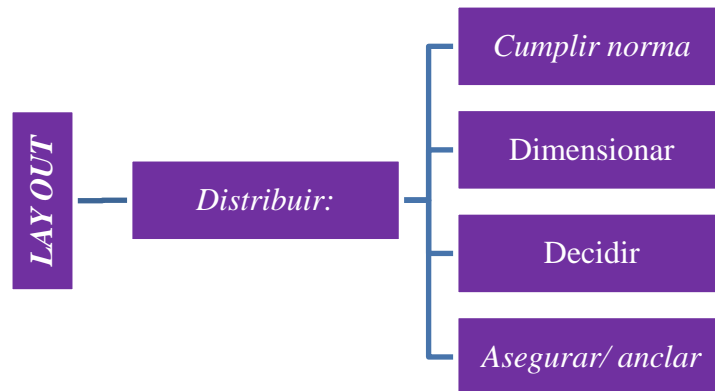 LAY OUT
Distribuir:
Cumplir norma
Dimensionar
Decidir
Asegurar/ anclar